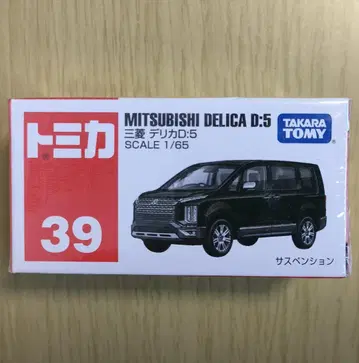 トミカ
39
MITSUBISHI DELICA D:5
三菱 デリカD:5
SCALE 1/65
TAKARA
TOMY
サスペンション